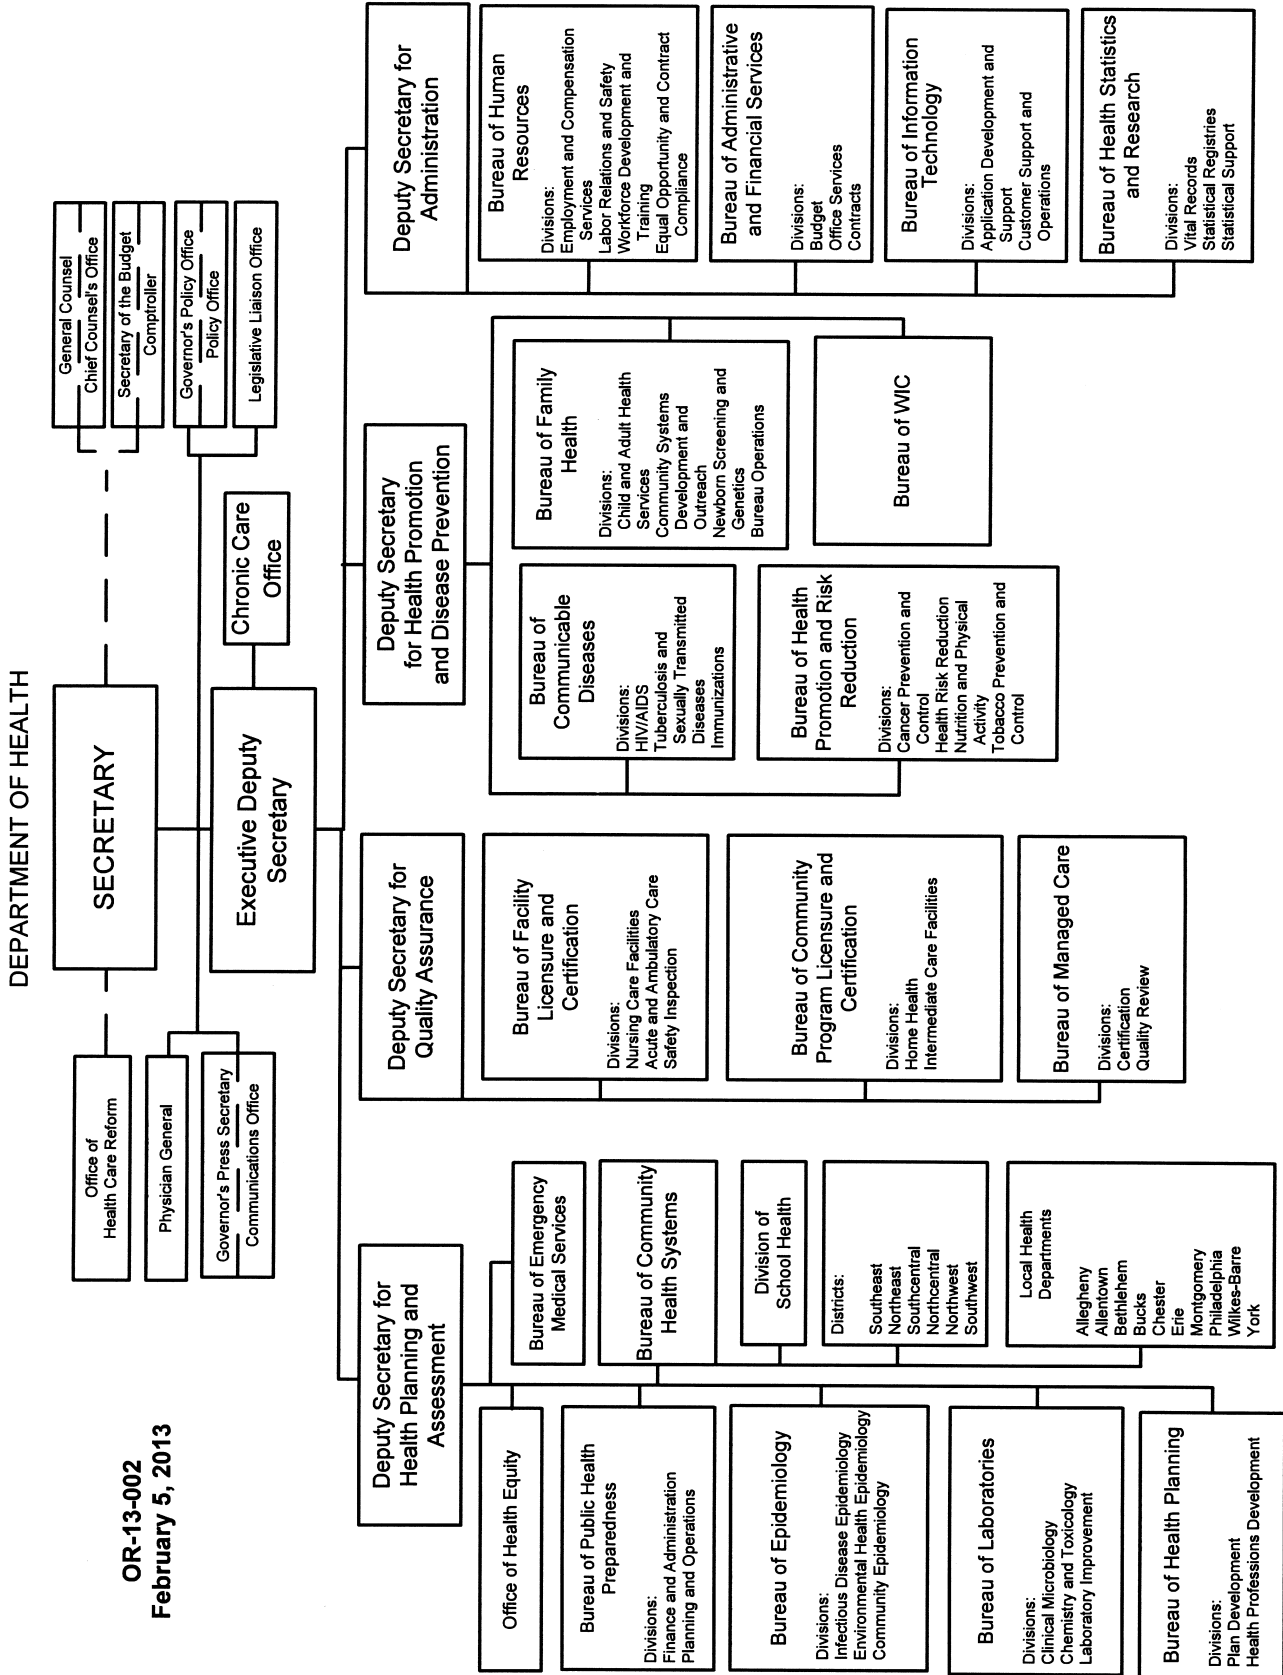 DEPARTMENT OF HEALTH
OR-13-002
February 5, 2013
Office of
Health Care Reform
Physician General
Governor's Press Secretary
Communications Office
SECRETARY
Executive Deputy
Secretary
Chronic Care
Office
General Counsel
Chief Counsel's Office
Secretary of the Budget
Comptroller
Governor's Policy Office
Policy Office
Legislative Liaison Office
Deputy Secretary for
Health Planning and
Assessment
Office of Health Equity
Bureau of Public Health
Preparedness
Divisions:
Finance and Administration
Planning and Operations
Bureau of Epidemiology
Divisions:
Infectious Disease Epidemiology
Environmental Health Epidemiology
Community Epidemiology
Bureau of Laboratories
Divisions:
Clinical Microbiology
Chemistry and Toxicology
Laboratory Improvement
Bureau of Health Planning
Divisions:
Plan Development
Health Professions Development
Bureau of Emergency
Medical Services
Bureau of Community
Health Systems
Division of
School Health
Districts:
Southeast
Northeast
Southcentral
Northcentral
Northwest
Southwest
Local Health
Departments
Allegheny
Allentown
Bethlehem
Bucks
Chester
Erie
Montgomery
Philadelphia
Wilkes-Barre
York
Deputy Secretary for
Quality Assurance
Bureau of Facility
Licensure and
Certification
Divisions:
Nursing Care Facilities
Acute and Ambulatory Care
Safety Inspection
Bureau of Community
Program Licensure and
Certification
Divisions:
Home Health
Intermediate Care Facilities
Bureau of Managed Care
Divisions:
Certification
Quality Review
Deputy Secretary
for Health Promotion
and Disease Prevention
Bureau of
Communicable
Diseases
Divisions:
HIV/AIDS
Tuberculosis and
Sexually Transmitted
Diseases
Immunizations
Bureau of Health
Promotion and Risk
Reduction
Divisions:
Cancer Prevention and
Control
Health Risk Reduction
Nutrition and Physical
Activity
Tobacco Prevention and
Control
Bureau of Family
Health
Divisions:
Child and Adult Health
Services
Community Systems
Development and
Outreach
Newborn Screening and
Genetics
Bureau Operations
Bureau of WIC
Deputy Secretary for
Administration
Bureau of Human
Resources
Divisions:
Employment and Compensation
Services
Labor Relations and Safety
Workforce Development and
Training
Equal Opportunity and Contract
Compliance
Bureau of Administrative
and Financial Services
Divisions:
Budget
Office Services
Contracts
Bureau of Information
Technology
Divisions:
Application Development and
Support
Customer Support and
Operations
Bureau of Health Statistics
and Research
Divisions:
Vital Records
Statistical Registries
Statistical Support